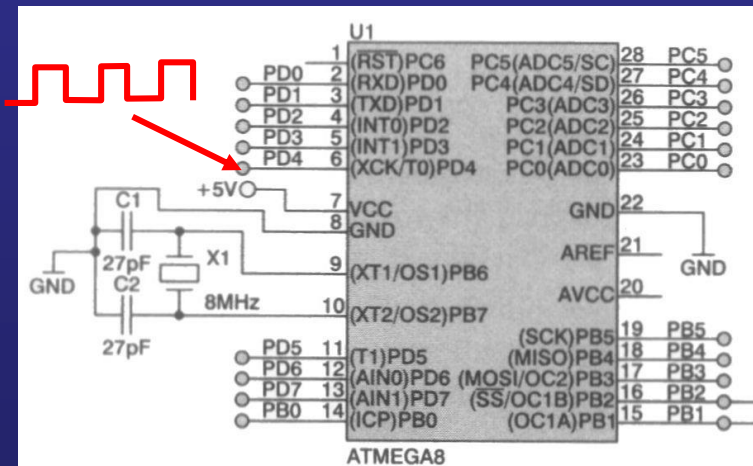 U1
1 (RST)PC6 PC5(ADC5/SC) 28 PC5
PD0 2 (RXD)PD0 PC4(ADC4/SD) 27 PC4
PD1 3 (TXD)PD1 PC3(ADC3) 26 PC3
PD2 4 (INT0)PD2 PC2(ADC2) 25 PC2
PD3 5 (INT1)PD3 PC1(ADC1) 24 PC1
PD4 6 (XCK/T0)PD4 PC0(ADC0) 23 PC0
+5V 7 VCC GND 22
C1 8 GND
AREF 21
GND 27pF X1 9 (XT1/OS1)PB6 GND
C2 AVCC 20
8MHz 10 (XT2/OS2)PB7
(SCK)PB5 19 PB5
27pF
PD5 11 (T1)PD5 (MISO)PB4 18 PB4
PD6 12 (AIN0)PD6 (MOSI/OC2)PB3 17 PB3
PD7 13 (AIN1)PD7 (SS/OC1B)PB2 16 PB2
PB0 14 (ICP)PB0 (OC1A)PB1 15 PB1
ATMEGA8